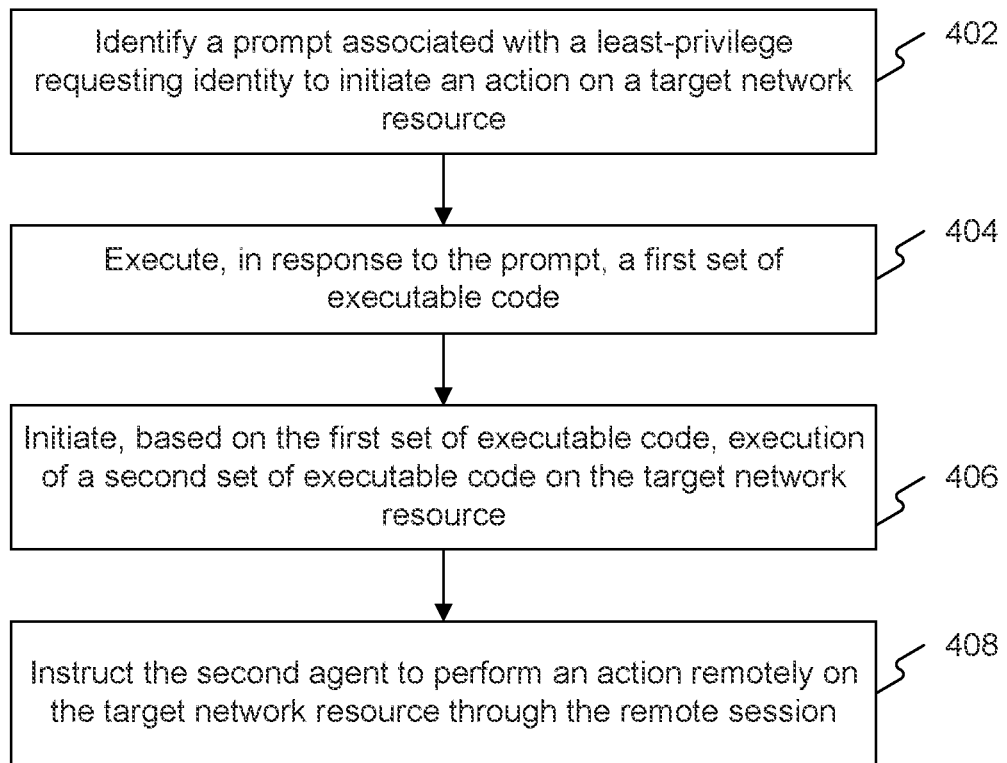 Identify a prompt associated with a least-privilege
requesting identity to initiate an action on a target network
resource
402
Execute, in response to the prompt, a first set of
executable code
404
Initiate, based on the first set of executable code, execution
of a second set of executable code on the target network
resource
406
Instruct the second agent to perform an action remotely on
the target network resource through the remote session
408